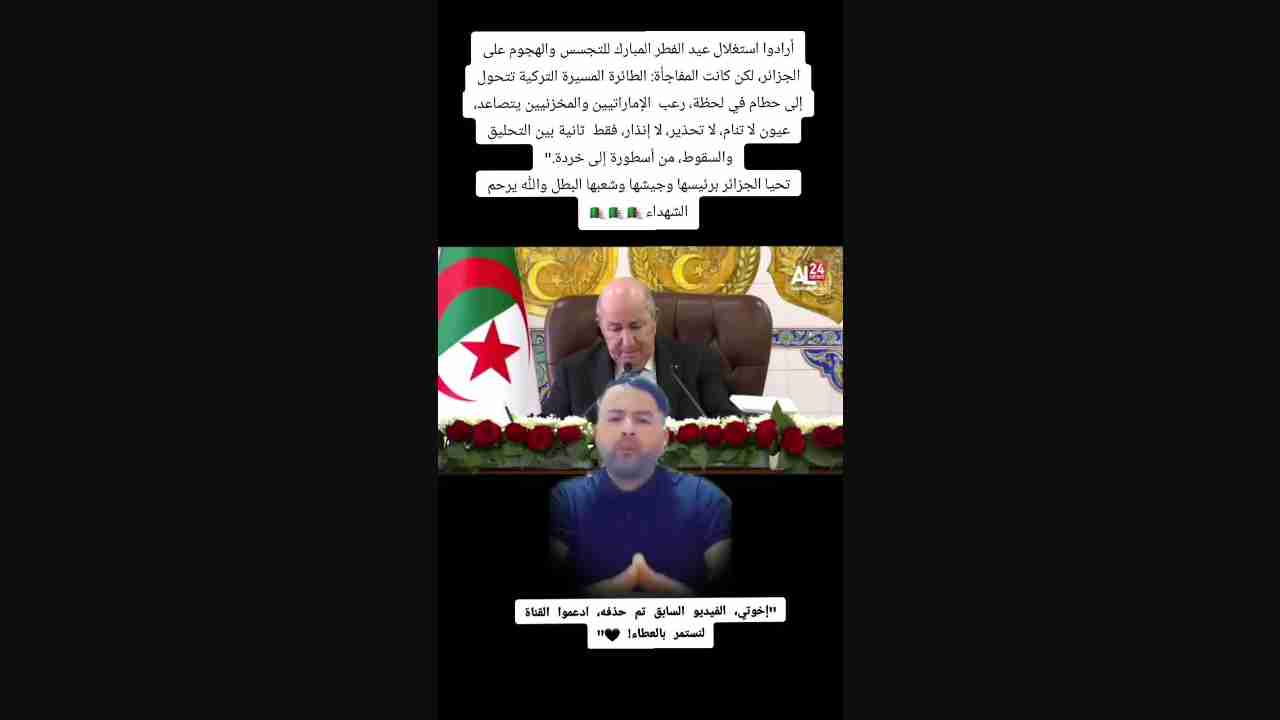 أرادوا استغلال عيد الفطر المبارك للتجسس والهجوم على
الجزائر، لكن كانت المفاجأة: الطائرة المسيرة التركية تتحول
إلى حطام في لحظة، رعب الإماراتيين والمخزنيين يتصاعد،
عيون لا تنام، لا تحذير، لا إنذار، فقط ثانية بين التحليق
والسقوط، من أسطورة إلى خردة."
تحيا الجزائر برئيسها وجيشها وشعبها البطل والله يرحم
الشهداء 🇩🇿🇩🇿🇩🇿
AL
24
NEWS
"إخوتي، الفيديو السابق تم حذفه، ادعموا القناة
لنستمر بالعطاء! 🖤"